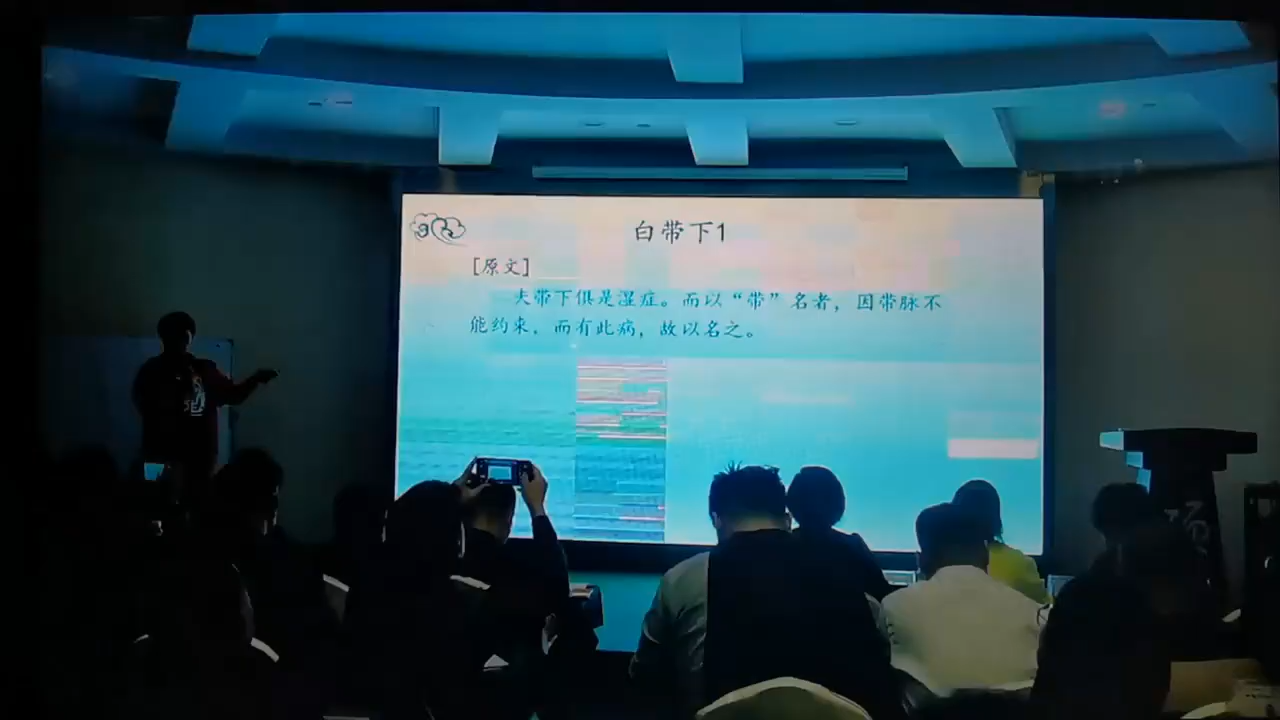 白带下1
[原文]
夫带下俱是湿症。而以“带”名者，因带脉不
能约束，而有此病，故以名之。